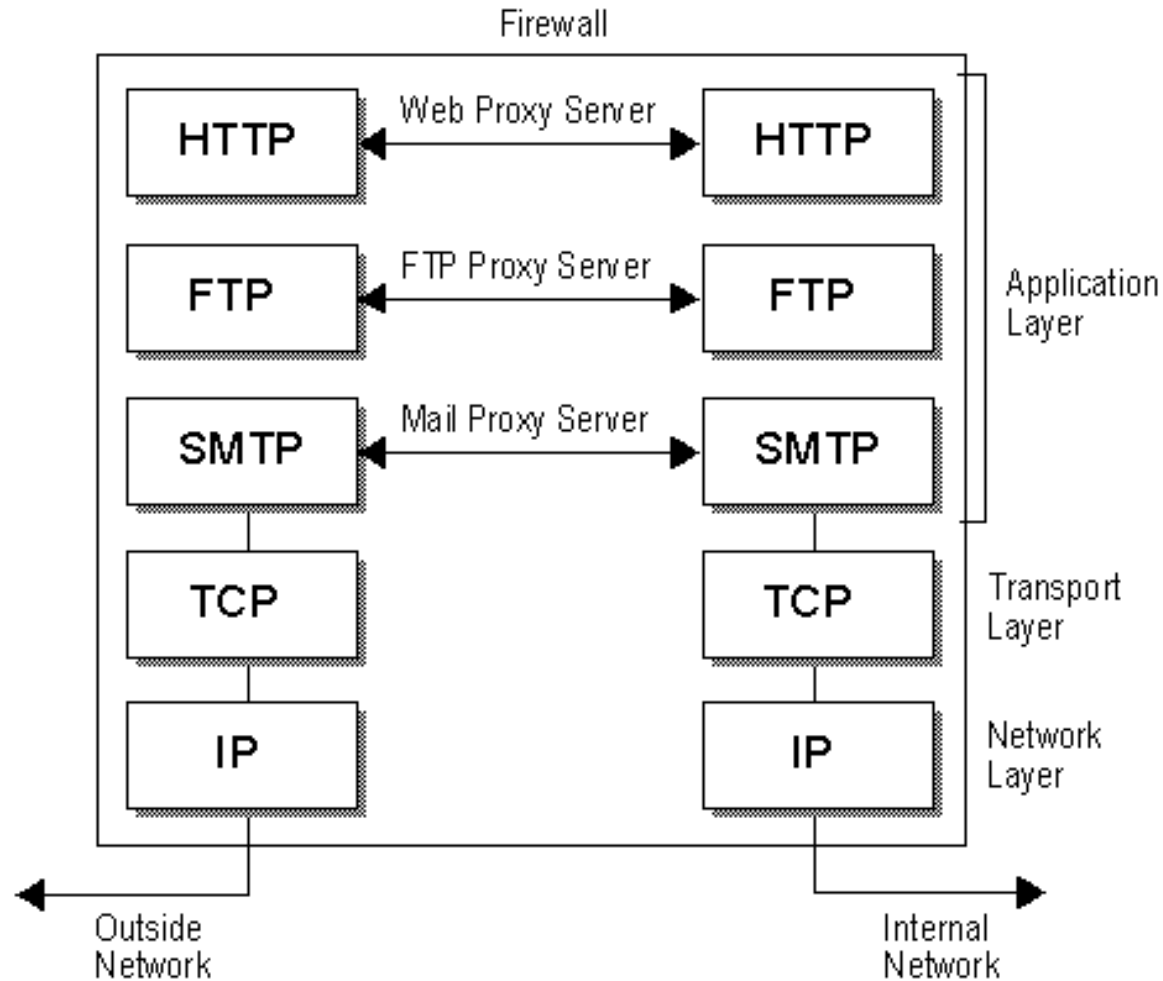 Firewall
HTTP
Web Proxy Server
HTTP
FTP
FTP Proxy Server
FTP
Application
Layer
SMTP
Mail Proxy Server
SMTP
TCP
TCP
Transport
Layer
IP
IP
Network
Layer
Outside
Network
Internal
Network